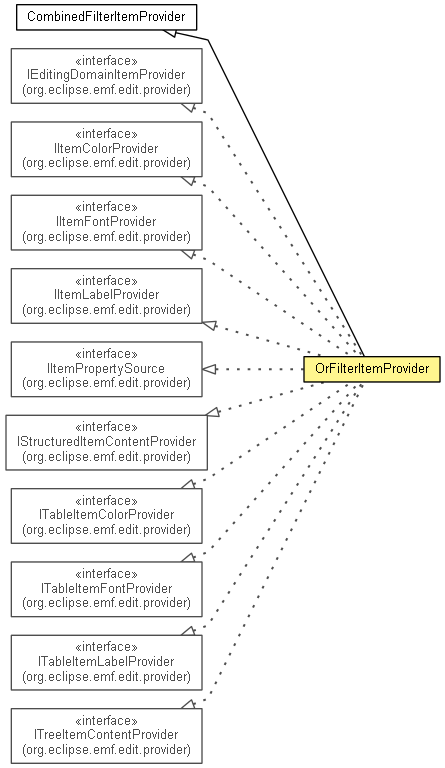 CombinedFilterItemProvider
«interface»
IEditingDomainItemProvider
(org.eclipse.emf.edit.provider)
«interface»
IItemColorProvider
(org.eclipse.emf.edit.provider)
«interface»
IItemFontProvider
(org.eclipse.emf.edit.provider)
«interface»
IItemLabelProvider
(org.eclipse.emf.edit.provider)
«interface»
IItemPropertySource
(org.eclipse.emf.edit.provider)
OrFilterItemProvider
«interface»
IStructuredItemContentProvider
(org.eclipse.emf.edit.provider)
«interface»
ITableItemColorProvider
(org.eclipse.emf.edit.provider)
«interface»
ITableItemFontProvider
(org.eclipse.emf.edit.provider)
«interface»
ITableItemLabelProvider
(org.eclipse.emf.edit.provider)
«interface»
ITreeItemContentProvider
(org.eclipse.emf.edit.provider)